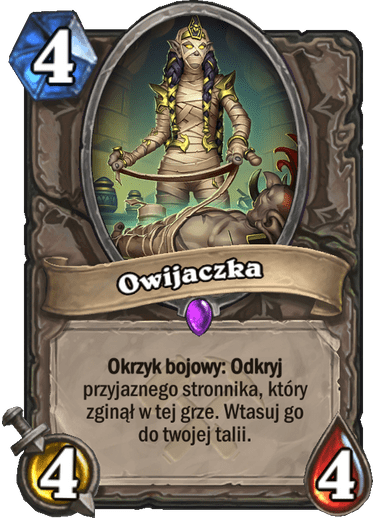 4
Owijaczka
Okrzyk bojowy: Odkryj
przyjaznego stronnika, który
zginął w tej grze. Wtasuj go
do twojej talii.
4
4